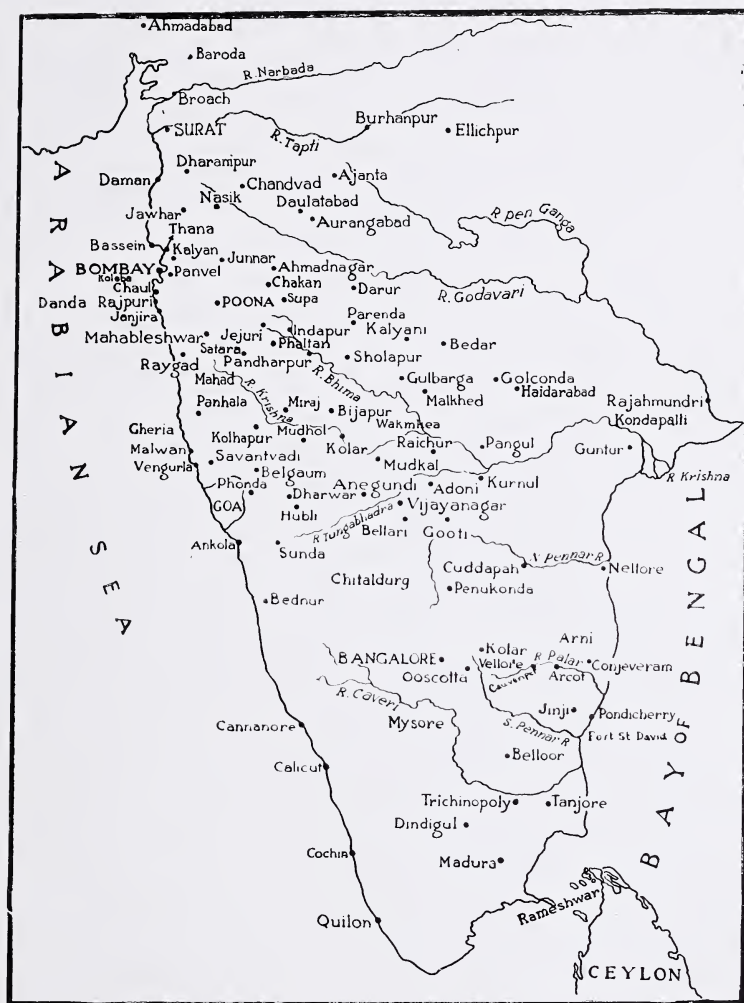 Ahmadabad
Baroda
R. Narbada
Broach
SURAT
R. Tapti
Burhanpur
Ellichpur
Dharampur
Daman
Chandvad
Ajanta
Nasik
Daulatabad
Jawhar
Aurangabad
R pen Ganga
Thana
Bassein
Kalyan
Junnar
BOMBAY
Panvel
Ahmadnagar
Kolaba
Chaul
Chakan
Darur
R. Godavari
Danda Rajpuri
POONA
Supa
Janjira
Parenda
Mahableshwar
Jejuri
Indapur
Kalyani
Satara
Phaltan
Bedar
Raygad
Pandharpur
Sholapur
Mahad
R. Krishna
R. Bhima
Gulbarga
Golconda
Haidarabad
Malkhed
Rajahmundri
Panhala
Miraj
Bijapur
Kondapalli
Gheria
Kolhapur
Mudhol
Wakmhea
Malwan
Kolar
Raichur
Pangul
Guntur
Vengurla
Savantvadi
Mudkal
R Krishna
Belgaum
Phonda
Anegundi
Adoni
Kurnul
GOA
Dharwar
Vijayanagar
Hubli
R Tungabhadra
Bellari
Gooti
Ankola
Sunda
N. Pennar R
Cuddapah
Nellore
Chitaldurg
Penukonda
Bednur
Arni
BANGALORE
Kolar
R Palar
Ooscotta
Vellore
Arcot
Conjeveram
R. Caveri
Mysore
Jinji
Pondicherry
Cannanore
S. Pennar R
Fort St David
Belloor
Calicut
Trichinopoly
Tanjore
Dindigul
Cochin
Madura
Rameshwar
Quilon
CEYLON
ARABIAN SEA
BAY OF BENGAL